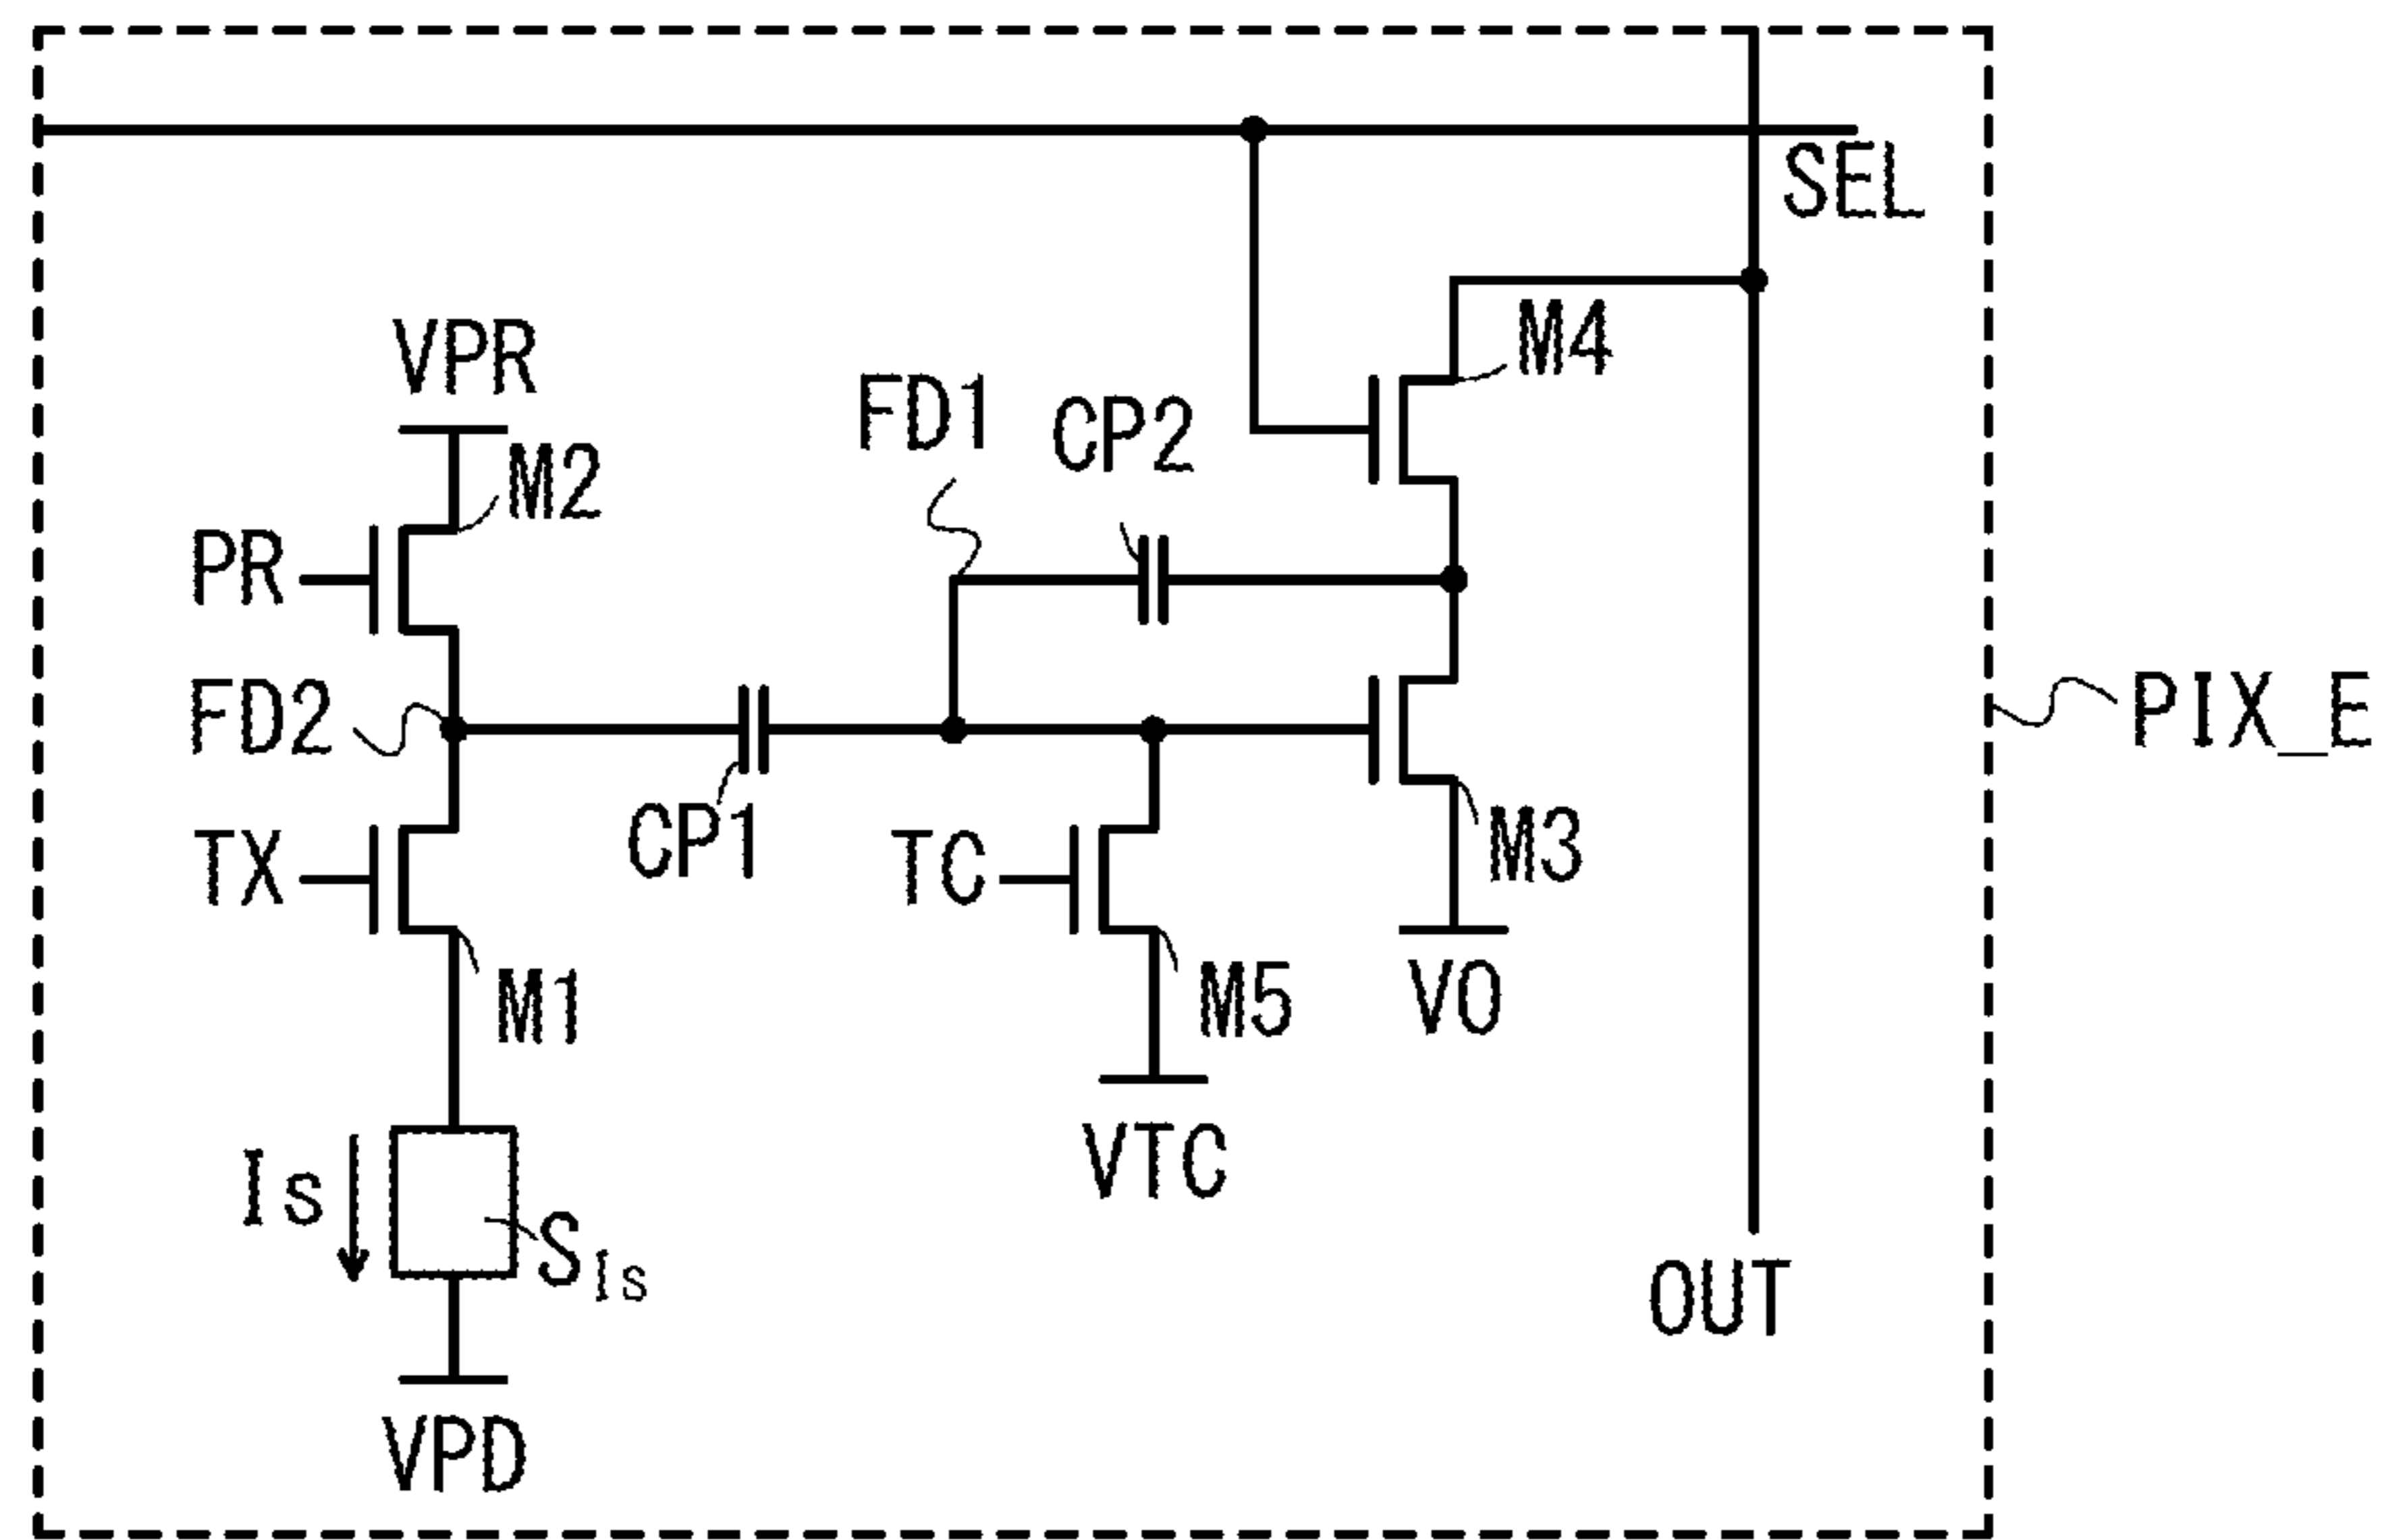 SEL
M4
VPR
FD1
CP2
M2
PR
FD2
PIX_E
TX
CP1
TC
M3
M1
M5
VO
VTC
Is
SIs
OUT
VPD